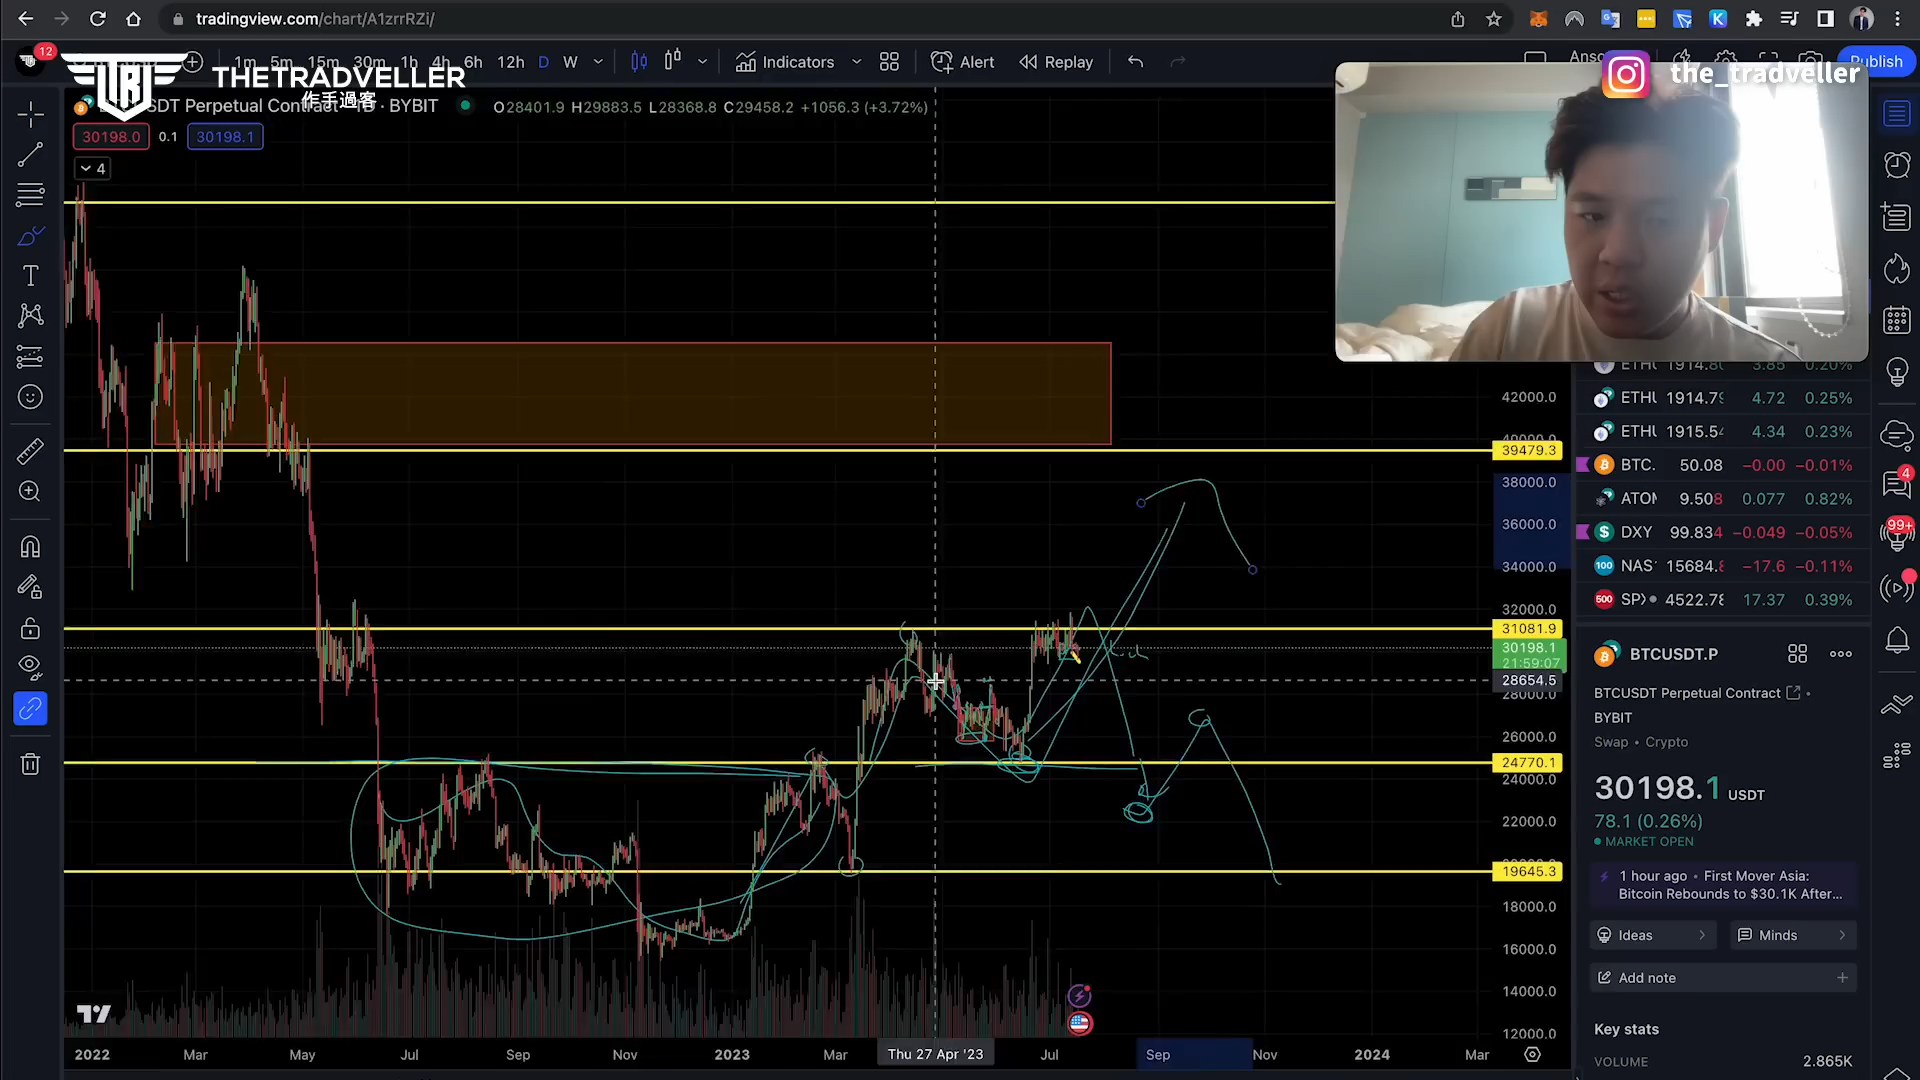 tradingview.com/chart/A1zrrRZi/
12
1m 5m 15m 30m 1h 4h 6h 12h D W
Indicators
Alert
Replay
Publish
THETRADVELLER
作手過客
the_tradveller
USDT Perpetual Contract · 1D · BYBIT
O28401.9 H29883.5 L28368.8 C29458.2 +1056.3 (+3.72%)
30198.0 0.1 30198.1
4
42000.0
39479.3
38000.0
36000.0
34000.0
32000.0
31081.9
30198.1
21:59:07
28654.5
28000.0
26000.0
24770.1
24000.0
22000.0
19645.3
18000.0
16000.0
14000.0
12000.0
2022 Mar May Jul Sep Nov 2023 Mar Thu 27 Apr '23 Jul Sep Nov 2024 Mar
ETHU 1914.79 4.72 0.25%
ETHU 1915.54 4.34 0.23%
BTC. 50.08 −0.00 −0.01%
ATOM 9.508 0.077 0.82%
DXY 99.834 −0.049 −0.05%
100 NAS 15684.8 −17.6 −0.11%
500 SPX 4522.78 17.37 0.39%
BTCUSDT.P
BTCUSDT Perpetual Contract
BYBIT
Swap • Crypto
30198.1 USDT
78.1 (0.26%)
MARKET OPEN
1 hour ago • First Mover Asia:
Bitcoin Rebounds to $30.1K After...
Ideas
Minds
Add note
Key stats
VOLUME 2.865K
4
99+